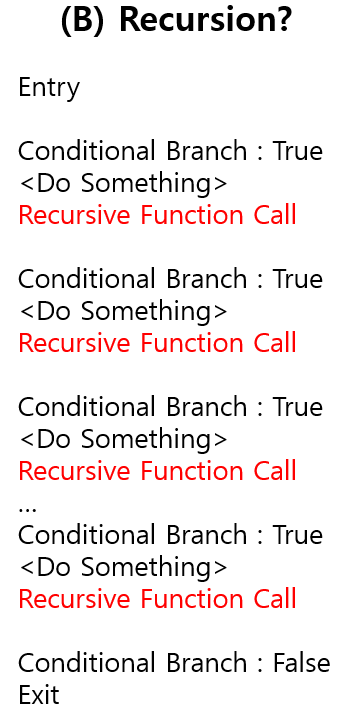 (B) Recursion?
Entry
Conditional Branch : True
<Do Something>
Recursive Function Call
Conditional Branch : True
<Do Something>
Recursive Function Call
Conditional Branch : True
<Do Something>
Recursive Function Call
...
Conditional Branch : True
<Do Something>
Recursive Function Call
Conditional Branch : False
Exit